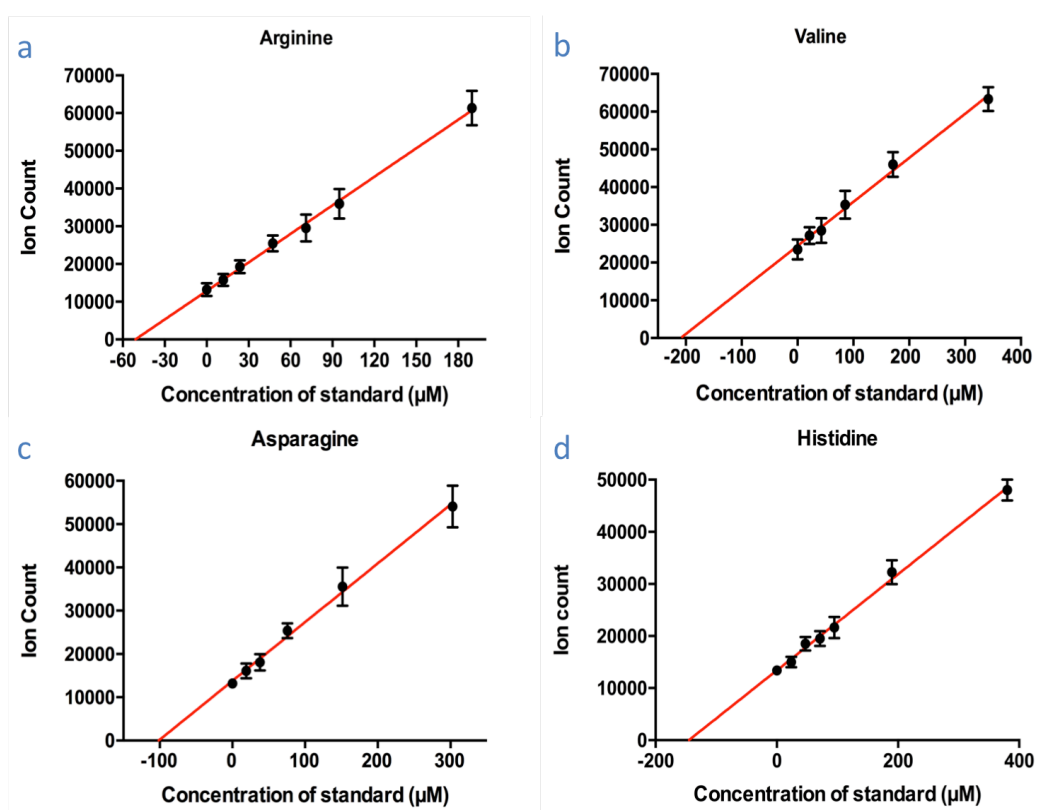 a
Arginine
70000
60000
50000
40000
30000
20000
10000
0
Ion Count
-60 -30 0 30 60 90 120 150 180
Concentration of standard (µM)
b
Valine
70000
60000
50000
40000
30000
20000
10000
0
Ion Count
-200 -100 0 100 200 300 400
Concentration of standard (µM)
c
Asparagine
60000
50000
40000
30000
20000
10000
0
Ion Count
-100 0 100 200 300
Concentration of standard (µM)
d
Histidine
50000
40000
30000
20000
10000
0
Ion count
-200 0 200 400
Concentration of standard (µM)